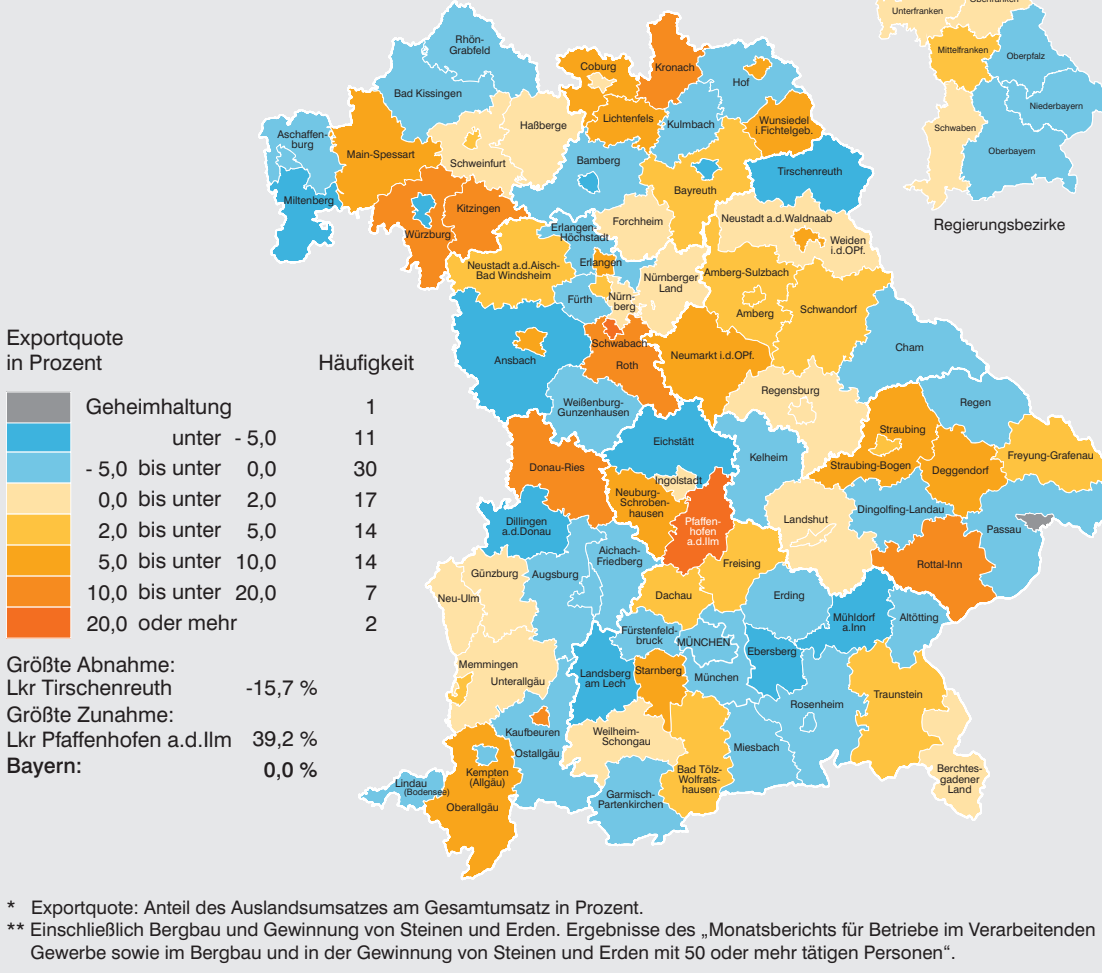 Oberfranken
Unterfranken
Mittelfranken
Oberpfalz
Niederbayern
Schwaben
Oberbayern
Regierungsbezirke
Rhön-
Grabfeld
Bad Kissingen
Coburg
Kronach
Hof
Lichtenfels
Kulmbach
Wunsiedel
i.Fichtelgeb.
Aschaffen-
burg
Main-Spessart
Haßberge
Schweinfurt
Bamberg
Bayreuth
Tirschenreuth
Miltenberg
Würzburg
Kitzingen
Forchheim
Neustadt a.d.Waldnaab
Weiden
i.d.OPf.
Erlangen-
Höchstadt
Erlangen
Neustadt a.d.Aisch-
Bad Windsheim
Fürth
Nürn-
berg
Nürnberger
Land
Amberg-Sulzbach
Amberg
Schwandorf
Ansbach
Schwabach
Roth
Neumarkt i.d.OPf.
Cham
Regensburg
Weißenburg-
Gunzenhausen
Regen
Eichstätt
Kelheim
Straubing
Straubing-Bogen
Deggendorf
Freyung-Grafenau
Donau-Ries
Ingolstadt
Neuburg-
Schroben-
hausen
Pfaffen-
hofen
a.d.Ilm
Landshut
Dingolfing-Landau
Passau
Dillingen
a.d.Donau
Aichach-
Friedberg
Freising
Rottal-Inn
Günzburg
Augsburg
Neu-Ulm
Dachau
Erding
Mühldorf
a.Inn
Altötting
Fürstenfeld-
bruck
MÜNCHEN
Ebersberg
München
Memmingen
Unterallgäu
Landsberg
am Lech
Starnberg
Rosenheim
Traunstein
Kaufbeuren
Ostallgäu
Weilheim-
Schongau
Miesbach
Bad Tölz-
Wolfrats-
hausen
Berchtes-
gadener
Land
Lindau
(Bodensee)
Kempten
(Allgäu)
Oberallgäu
Garmisch-
Partenkirchen
Exportquote
in Prozent Häufigkeit
Geheimhaltung 1
unter - 5,0 11
- 5,0 bis unter 0,0 30
0,0 bis unter 2,0 17
2,0 bis unter 5,0 14
5,0 bis unter 10,0 14
10,0 bis unter 20,0 7
20,0 oder mehr 2
Größte Abnahme:
Lkr Tirschenreuth -15,7 %
Größte Zunahme:
Lkr Pfaffenhofen a.d.Ilm 39,2 %
Bayern: 0,0 %
* Exportquote: Anteil des Auslandsumsatzes am Gesamtumsatz in Prozent.
** Einschließlich Bergbau und Gewinnung von Steinen und Erden. Ergebnisse des „Monatsberichts für Betriebe im Verarbeitenden
Gewerbe sowie im Bergbau und in der Gewinnung von Steinen und Erden mit 50 oder mehr tätigen Personen“.